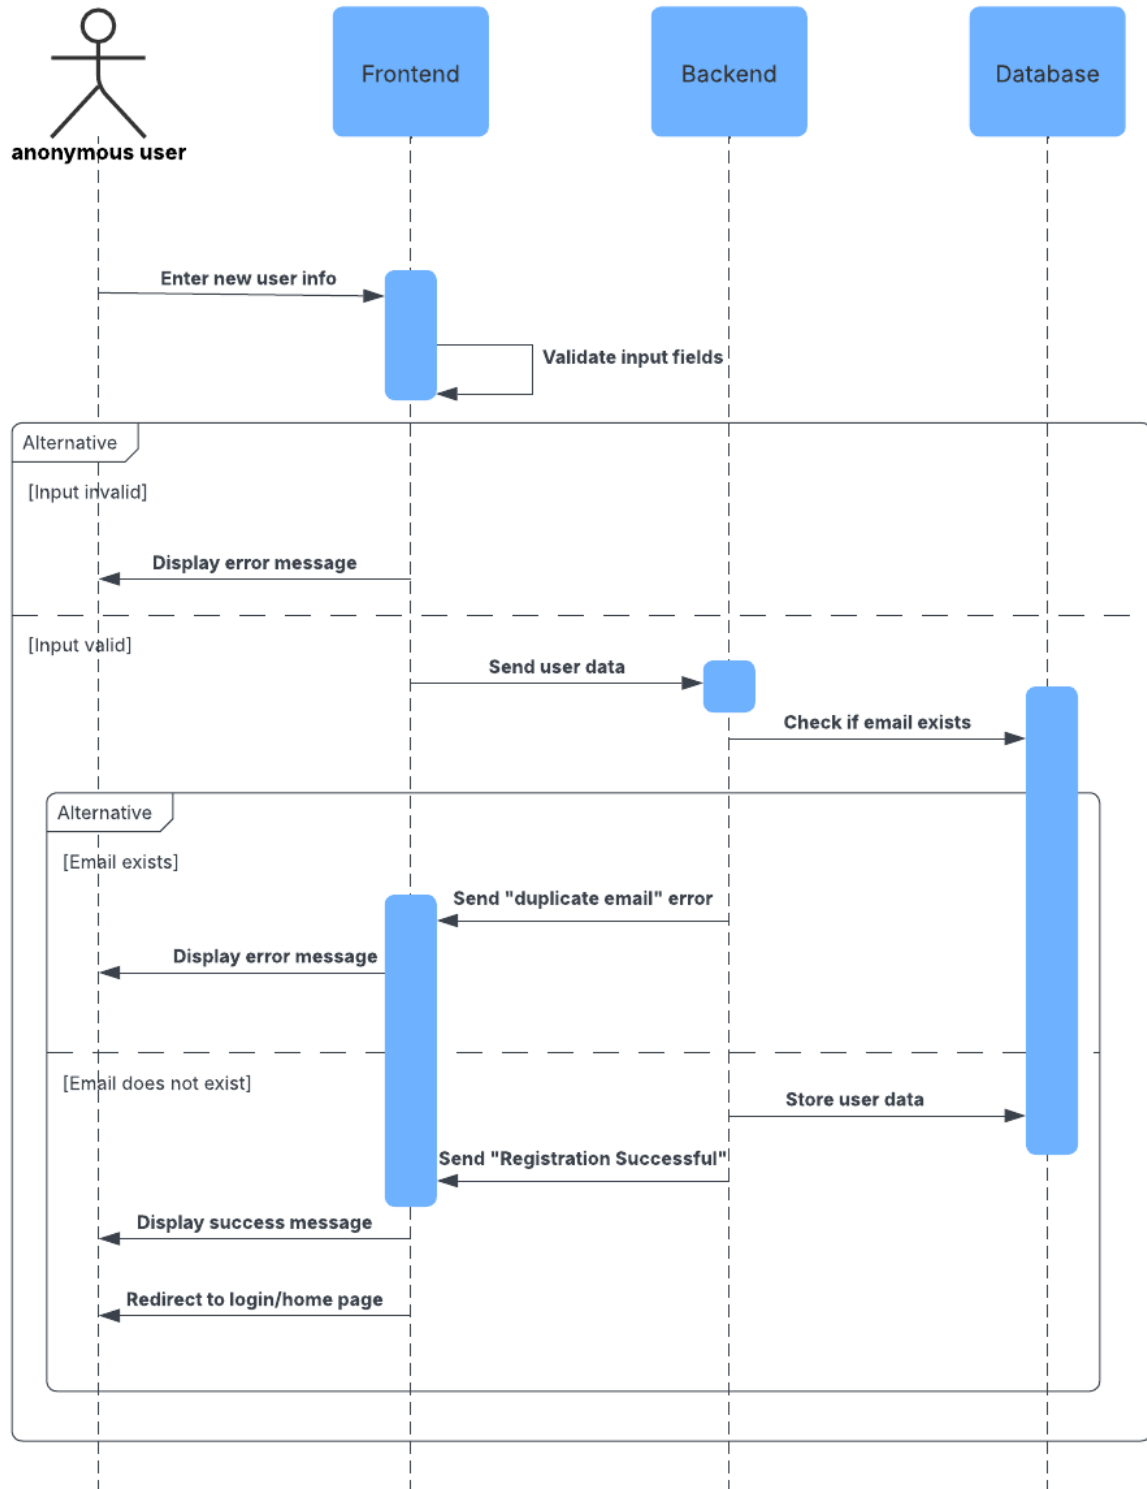 Frontend
Backend
Database
anonymous user
Enter new user info
Validate input fields
Alternative
[Input invalid]
Display error message
[Input valid]
Send user data
Check if email exists
Alternative
[Email exists]
Send "duplicate email" error
Display error message
[Email does not exist]
Store user data
Send "Registration Successful"
Display success message
Redirect to login/home page